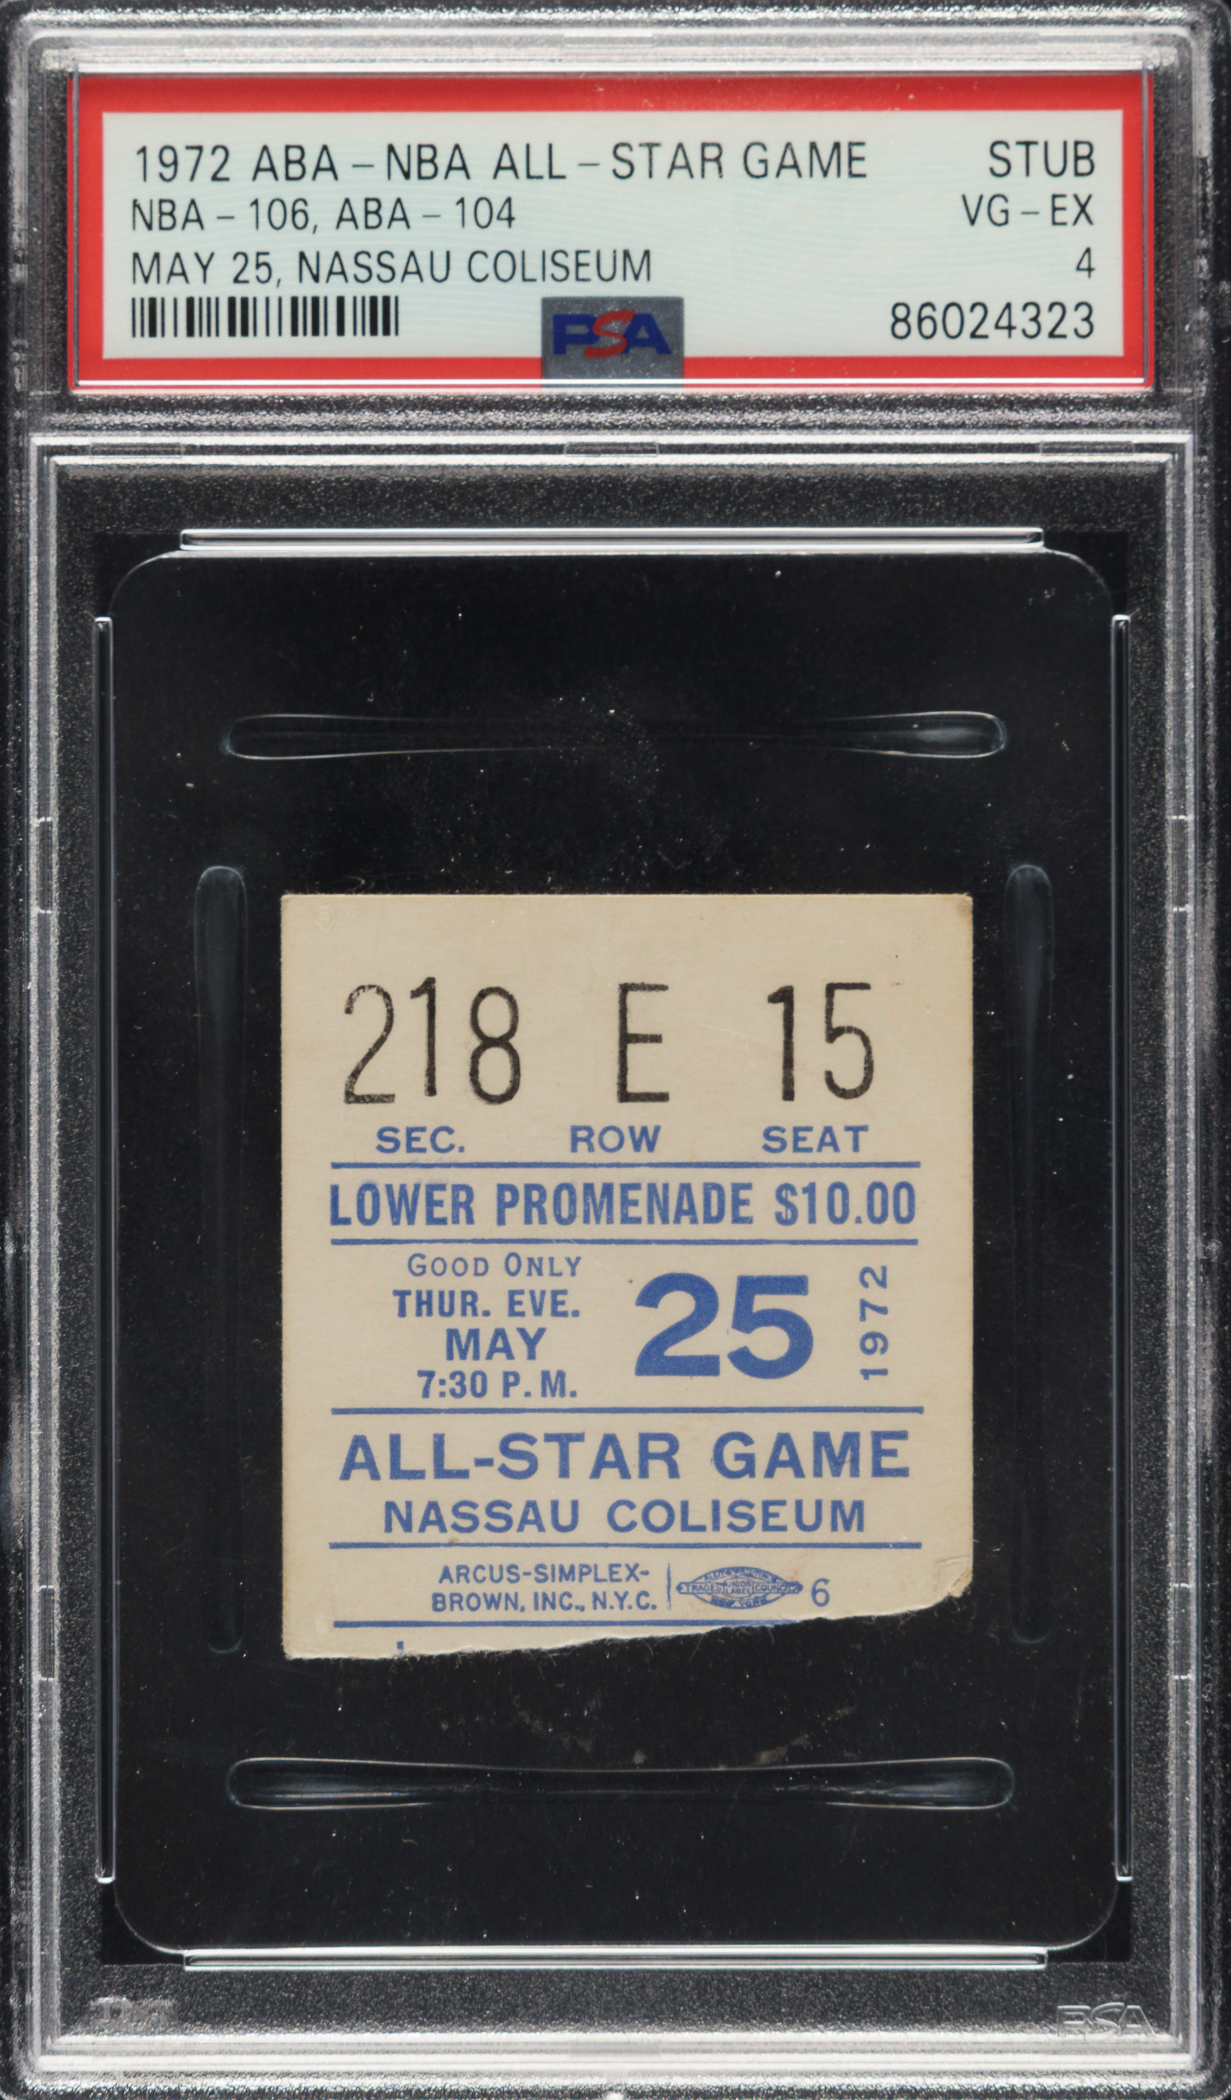 1972 ABA-NBA ALL-STAR GAME STUB
NBA-106, ABA-104 VG-EX
MAY 25, NASSAU COLISEUM 4
PSA 86024323
218 E 15
SEC. ROW SEAT
LOWER PROMENADE $10.00
GOOD ONLY
THUR. EVE.
MAY
7:30 P.M.
25
1972
ALL-STAR GAME
NASSAU COLISEUM
ARCUS-SIMPLEX-
BROWN, INC., N.Y.C.
6
PSA